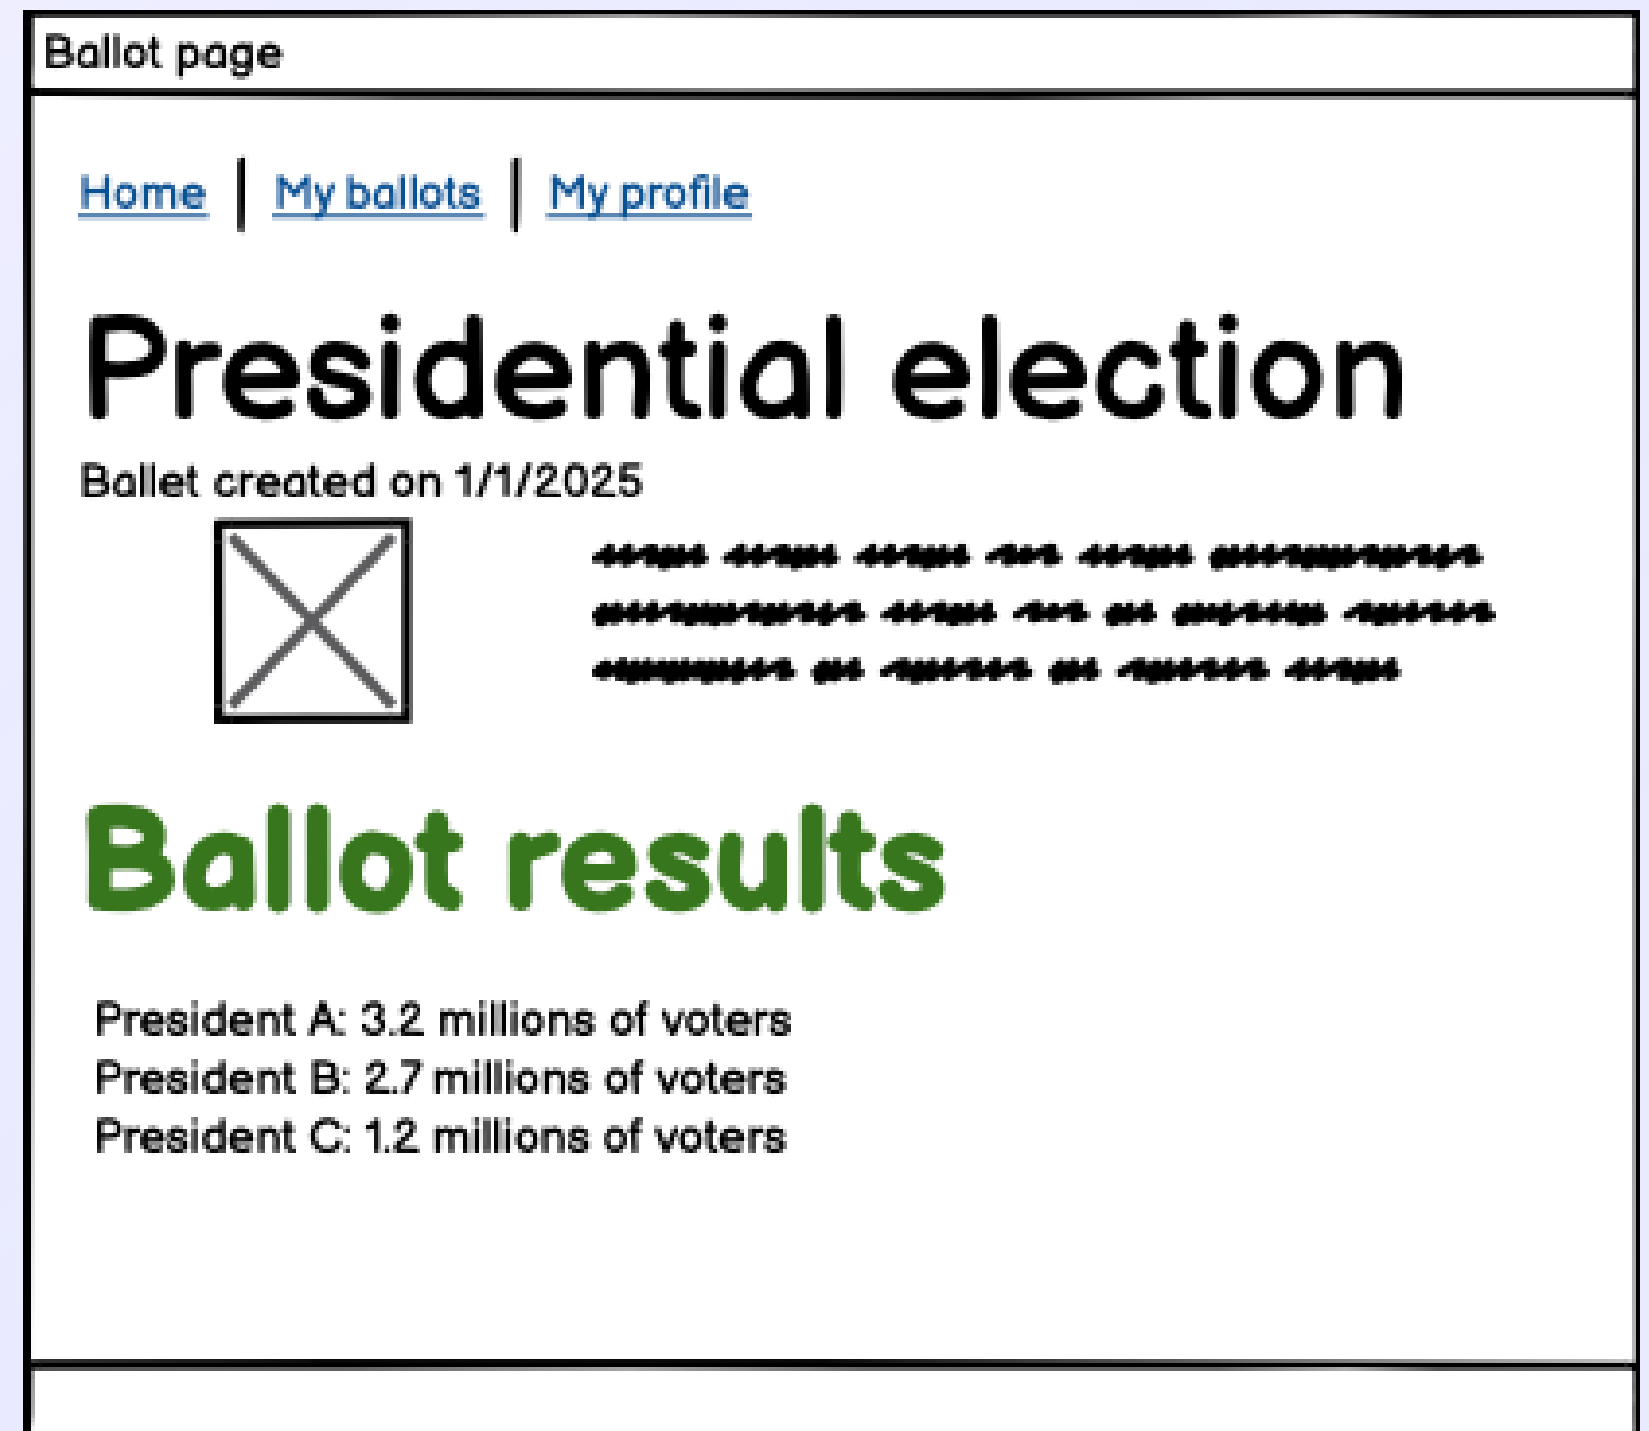 Ballot page
Home | My ballots | My profile
Presidential election
Ballet created on 1/1/2025
Ballot results
President A: 3.2 millions of voters
President B: 2.7 millions of voters
President C: 1.2 millions of voters